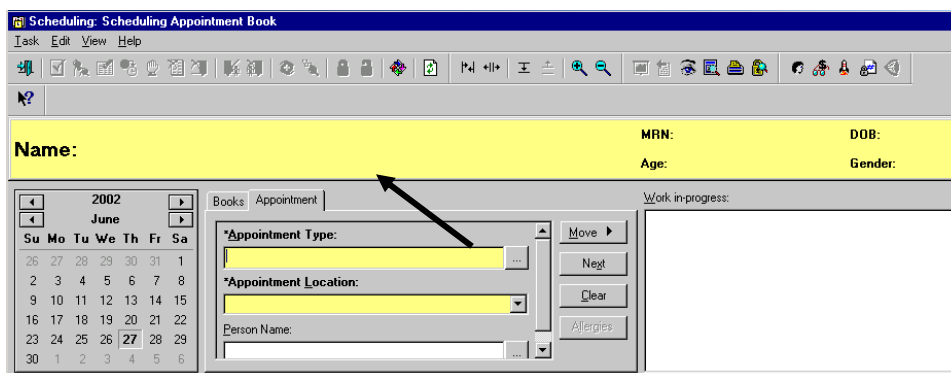 Scheduling: Scheduling Appointment Book
Task Edit View Help
Name:
MRN: DOB:
Age: Gender:
2002
June
Su Mo Tu We Th Fr Sa
26 27 28 29 30 31 1
2 3 4 5 6 7 8
9 10 11 12 13 14 15
16 17 18 19 20 21 22
23 24 25 26 27 28 29
30 1 2 3 4 5 6
Books Appointment
*Appointment Type:
...
*Appointment Location:
Person Name:
...
Move
Next
Clear
Allergies
Work in-progress: